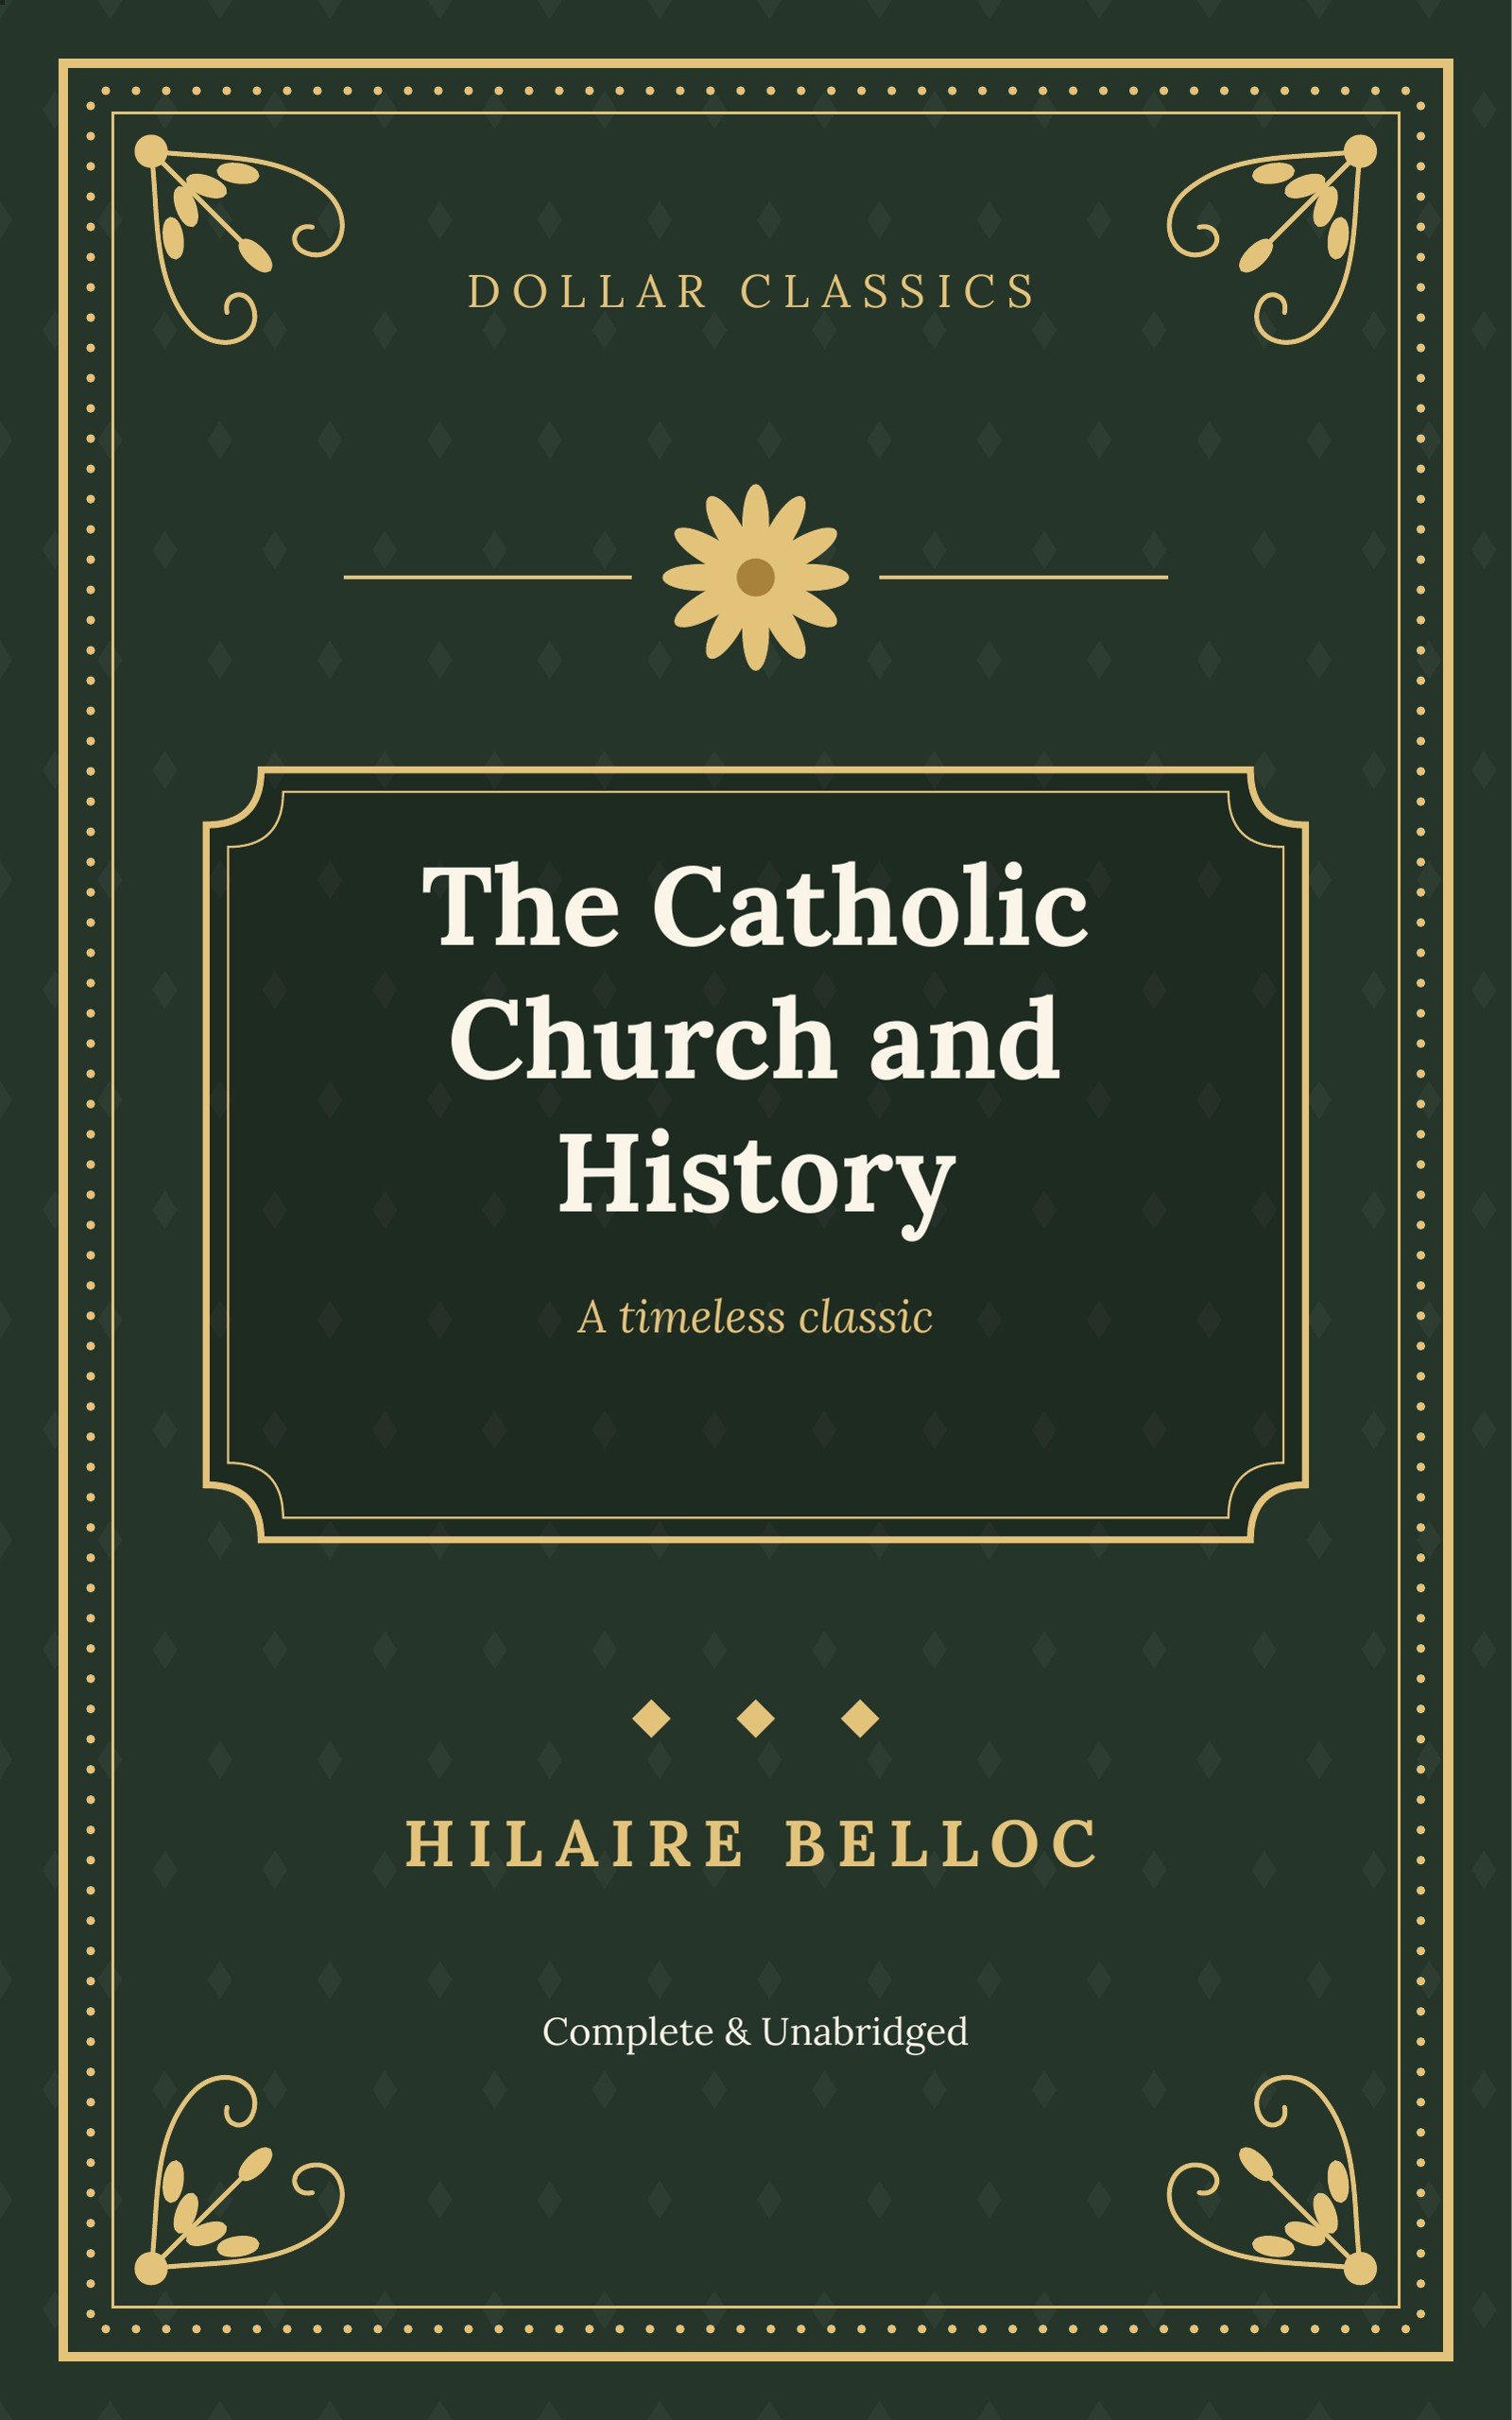 DOLLAR CLASSICS
The Catholic
Church and
History
A timeless classic
HILAIRE BELLOC
Complete & Unabridged